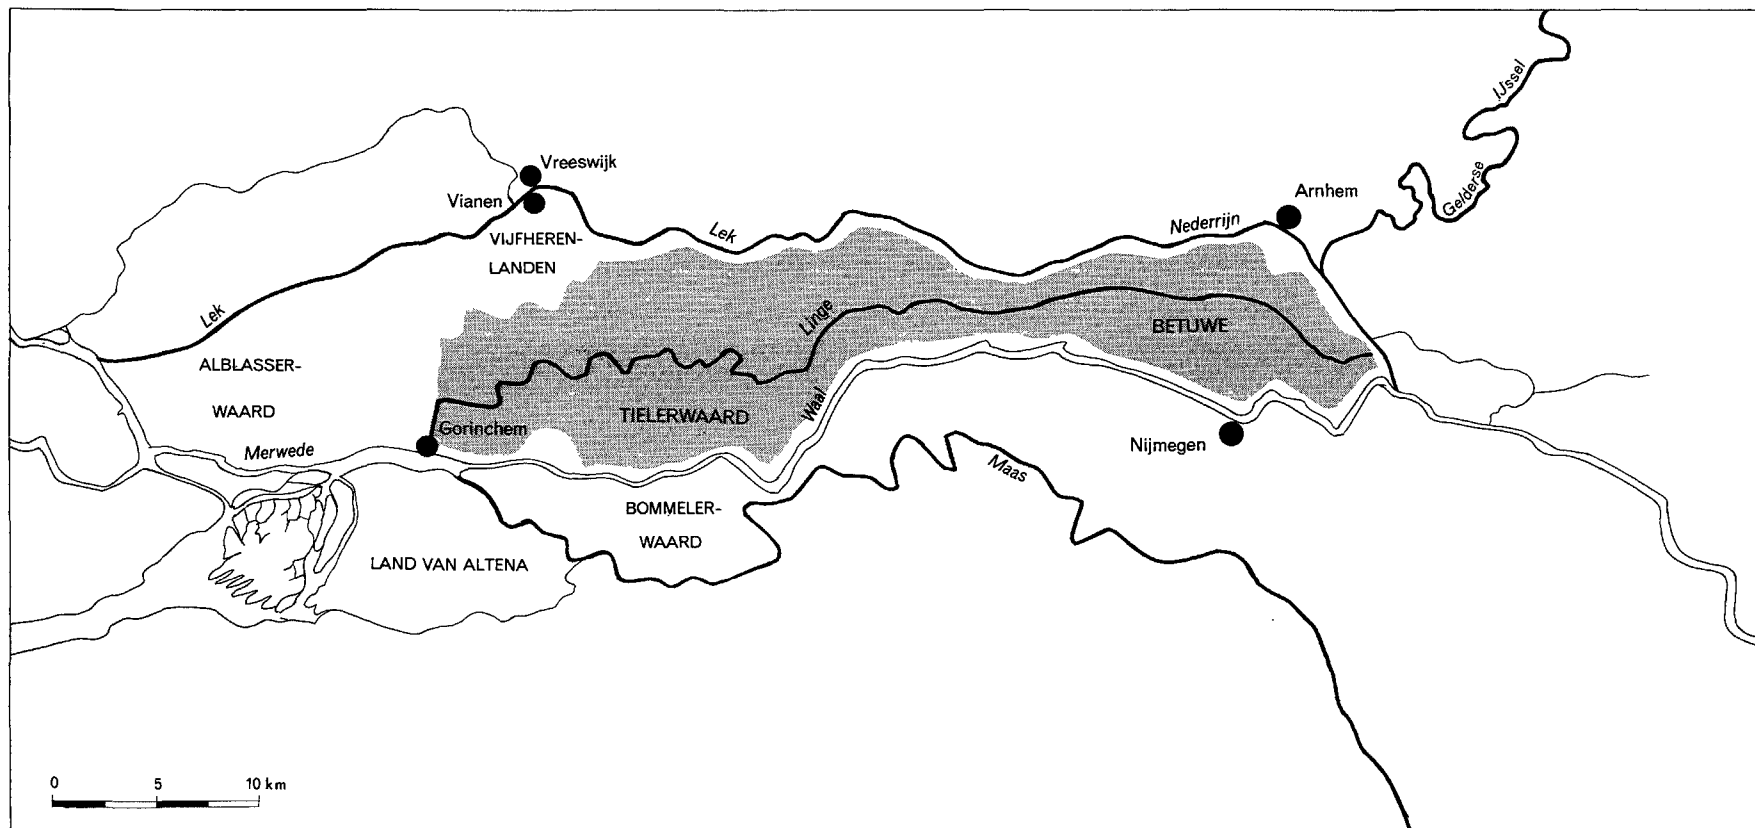 IJssel
Gelderse
Vreeswijk
Vianen
Arnhem
Nederrijn
Lek
VIJFHEREN-
LANDEN
Lek
Linge
BETUWE
ALBLASSER-
WAARD
TIELERWAARD
Waal
Gorinchem
Merwede
Nijmegen
Maas
BOMMELER-
WAARD
LAND VAN ALTENA
0 5 10 km